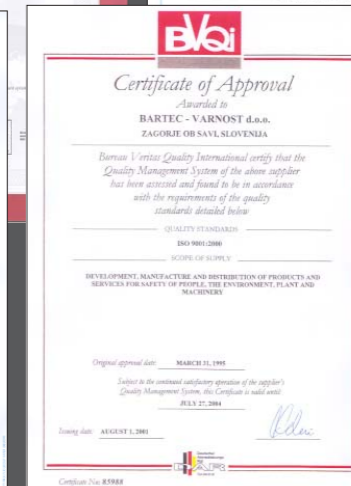 BVQi
Certificate of Approval
Awarded to
BARTEC - VARNOST d.o.o.
ZAGORJE OB SAVI, SLOVENIJA
Bureau Veritas Quality International certify that the
Quality Management System of the above supplier
has been assessed and found to be in accordance
with the requirements of the quality
standards detailed below
QUALITY STANDARDS
ISO 9001:2000
SCOPE OF SUPPLY
DEVELOPMENT, MANUFACTURE AND DISTRIBUTION OF PRODUCTS AND
SERVICES FOR SAFETY OF PEOPLE, THE ENVIRONMENT, PLANT AND
MACHINERY
Original approval date: MARCH 31, 1995
Subject to the continued satisfactory operation of the supplier's
Quality Management System, this Certificate is valid until:
JULY 27, 2004
Issuing date: AUGUST 1, 2001
Certificate No: 85988